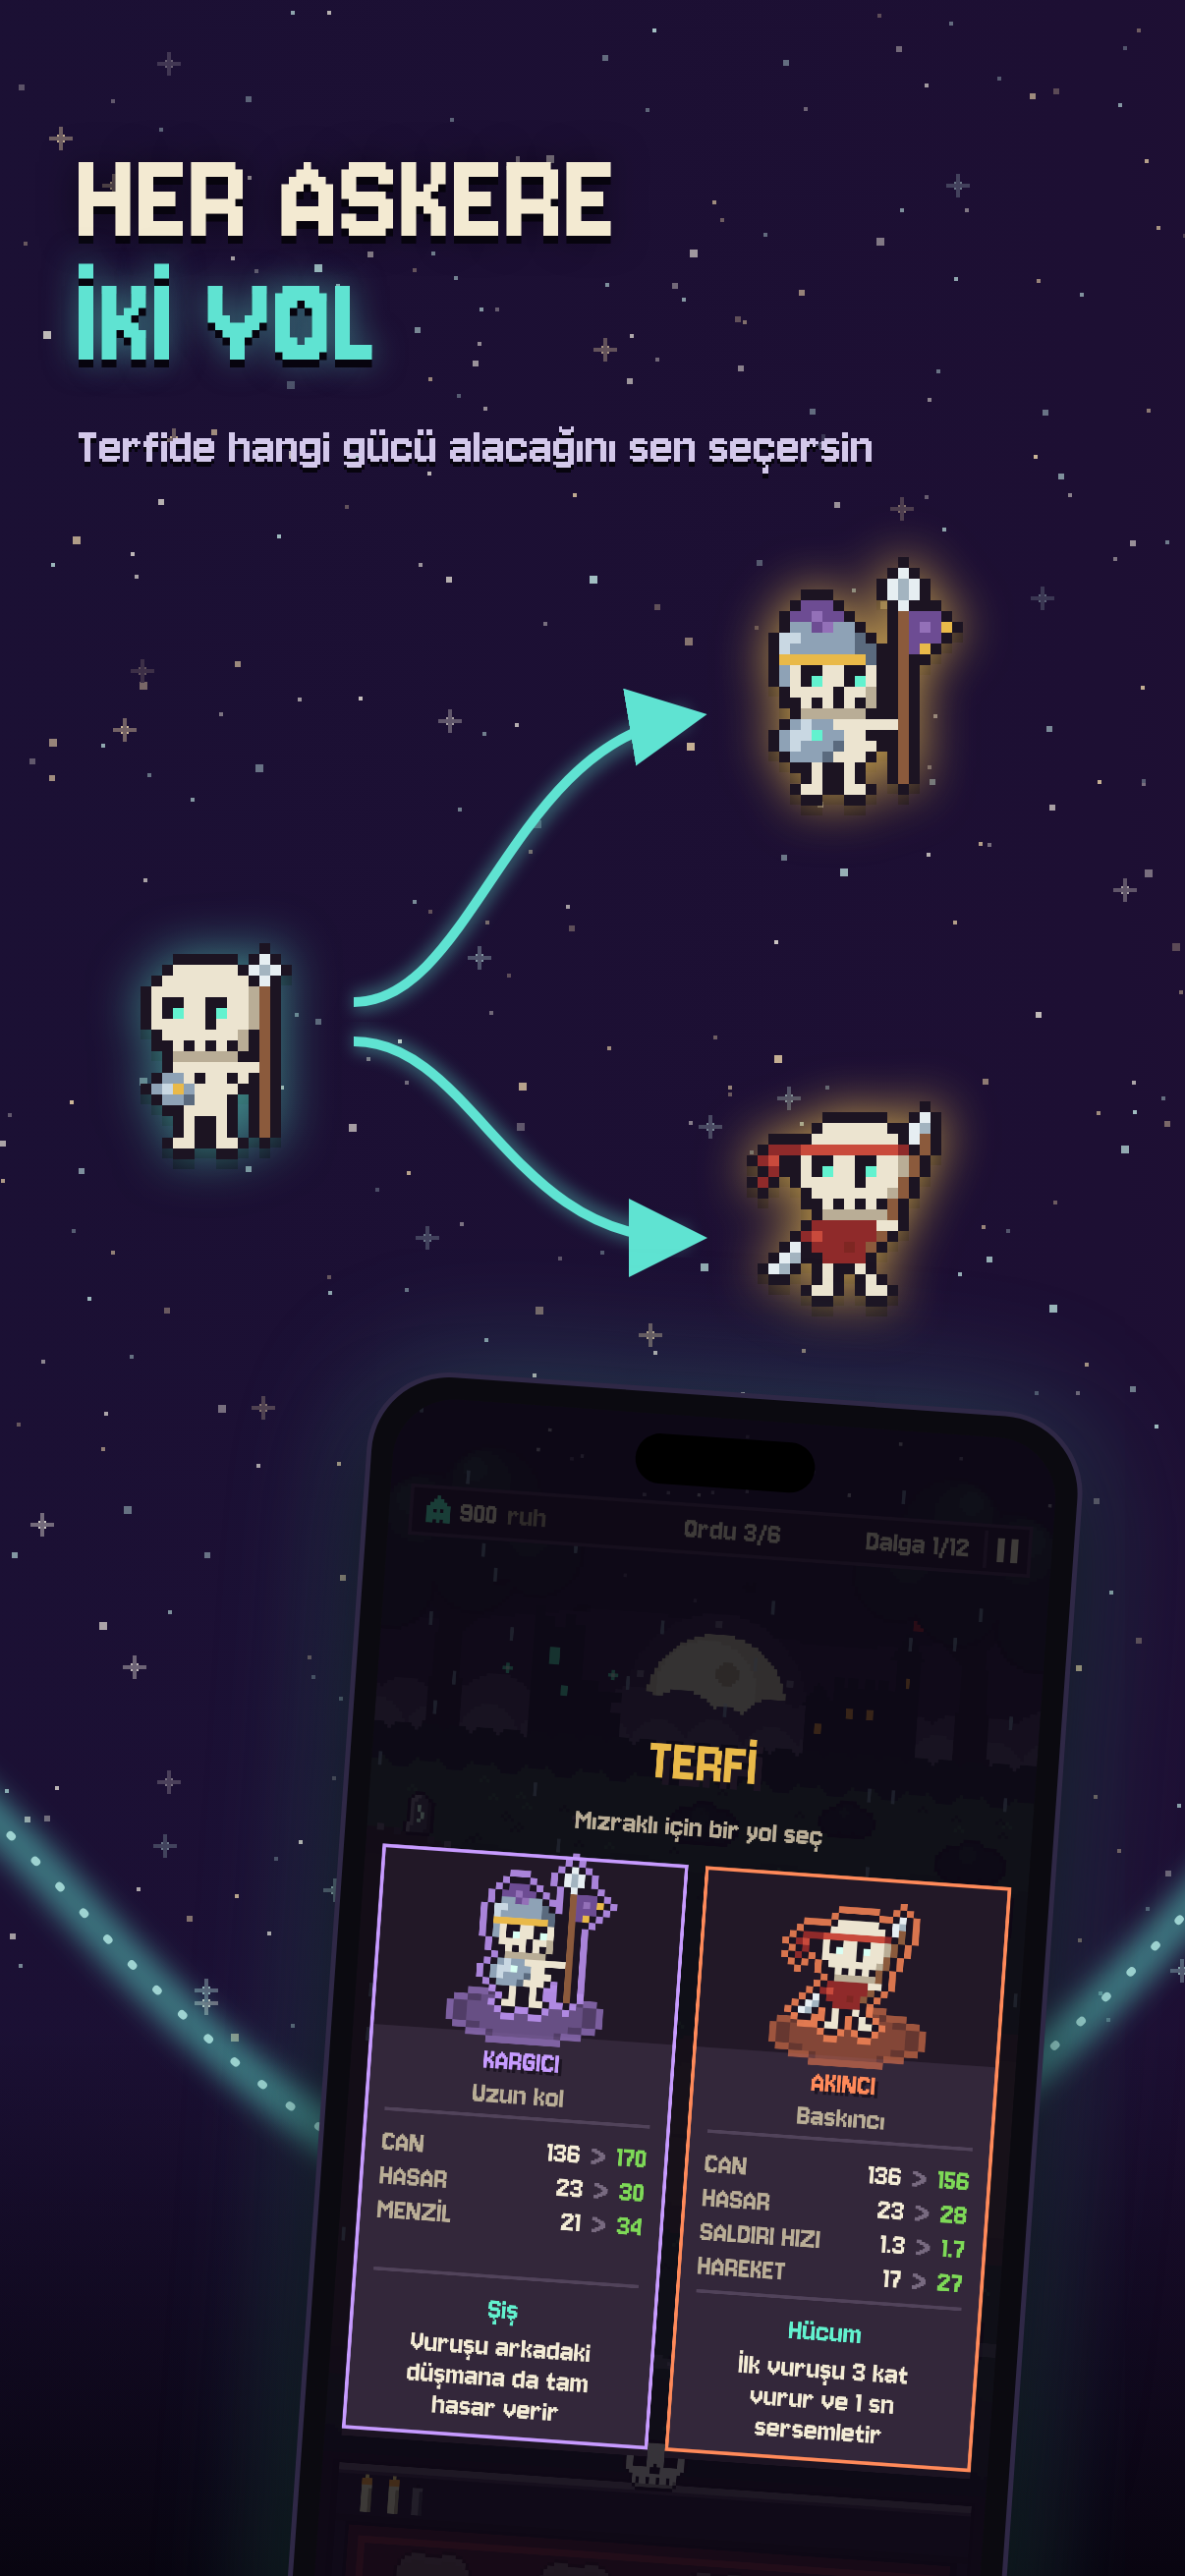 HER ASKERE
İKİ YOL
Terfide hangi gücü alacağını sen seçersin
900 ruh
Ordu 3/6
Dalga 1/12
TERFİ
Mızraklı için bir yol seç
KARGICI
Uzun kol
CAN 136 > 170
HASAR 23 > 30
MENZİL 21 > 34
Şiş
Vuruşu arkadaki
düşmana da tam
hasar verir
AKINCI
Baskıncı
CAN 136 > 156
HASAR 23 > 28
SALDIRI HIZI 1.3 > 1.7
HAREKET 17 > 27
Hücum
İlk vuruşu 3 kat
vurur ve 1 sn
sersemletir